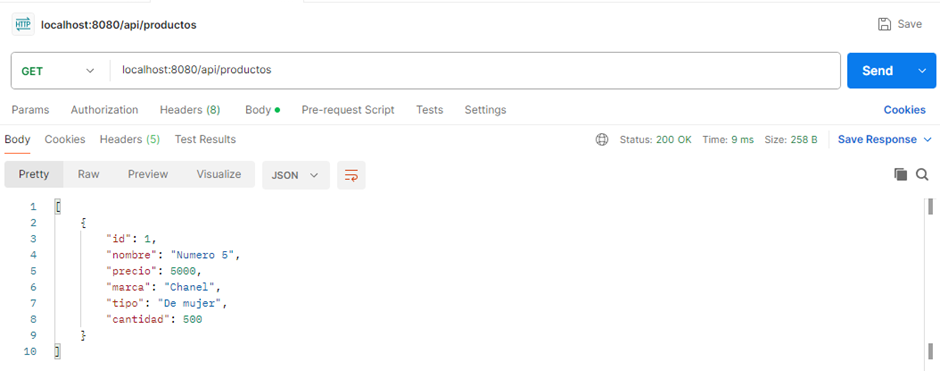 HTTP localhost:8080/api/productos Save
GET localhost:8080/api/productos Send
Params Authorization Headers (8) Body Pre-request Script Tests Settings Cookies
Body Cookies Headers (5) Test Results Status: 200 OK Time: 9 ms Size: 258 B Save Response
Pretty Raw Preview Visualize JSON
1 [
2 {
3 "id": 1,
4 "nombre": "Numero 5",
5 "precio": 5000,
6 "marca": "Chanel",
7 "tipo": "De mujer",
8 "cantidad": 500
9 }
10 ]